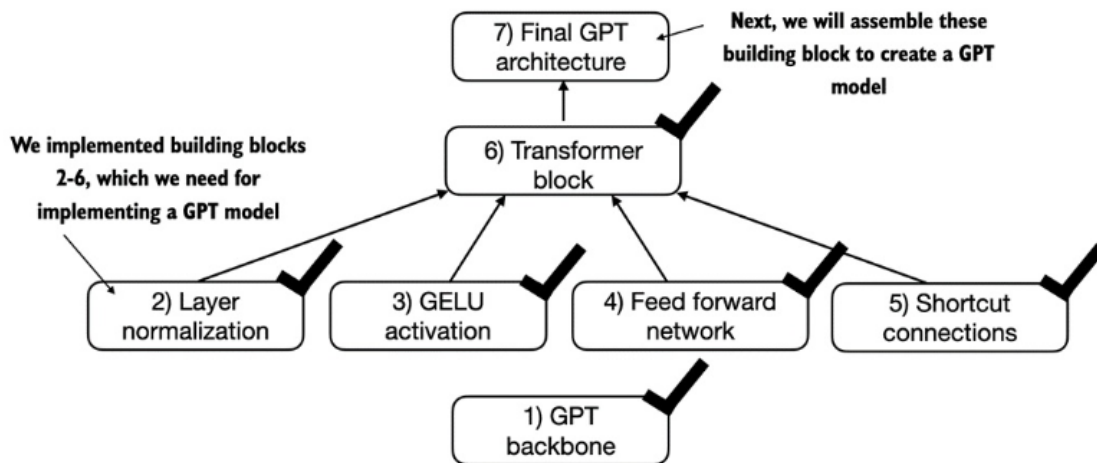 7) Final GPT
architecture
Next, we will assemble these
building block to create a GPT
model
6) Transformer
block
We implemented building blocks
2-6, which we need for
implementing a GPT model
2) Layer
normalization
3) GELU
activation
4) Feed forward
network
5) Shortcut
connections
1) GPT
backbone